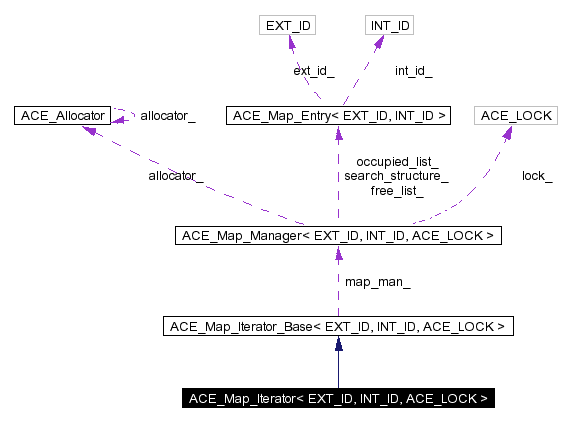 EXT_ID
INT_ID
ext_id_
int_id_
ACE_Allocator
allocator_
ACE_Map_Entry< EXT_ID, INT_ID >
ACE_LOCK
allocator_
occupied_list_
search_structure_
free_list_
lock_
ACE_Map_Manager< EXT_ID, INT_ID, ACE_LOCK >
map_man_
ACE_Map_Iterator_Base< EXT_ID, INT_ID, ACE_LOCK >
ACE_Map_Iterator< EXT_ID, INT_ID, ACE_LOCK >